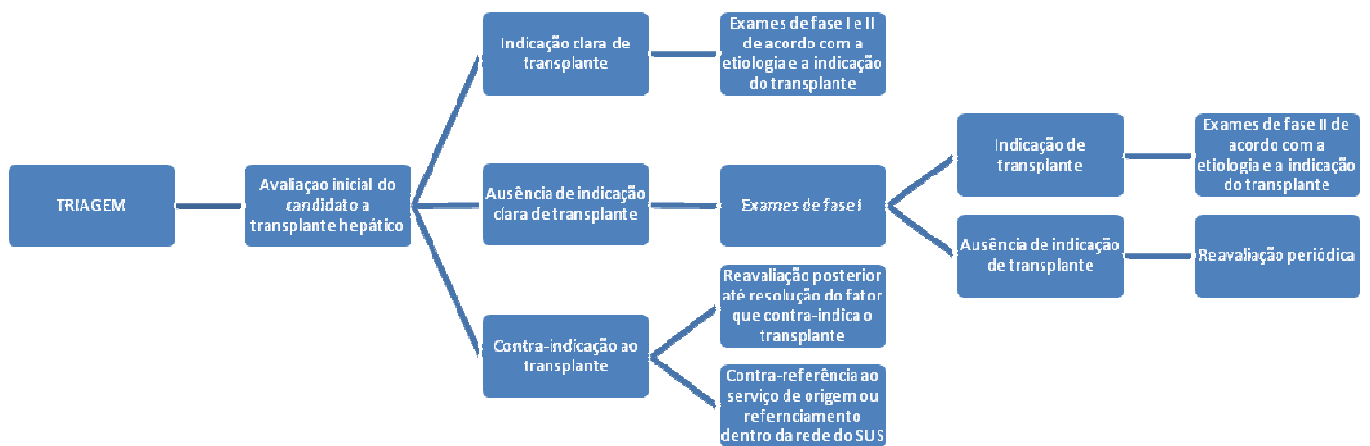 TRIAGEM
Avaliaçao inicial do
candidato a
transplante hepático
Indicação clara de
transplante
Exames de fase I e II
de acordo com a
etiologia e a indicação
do transplante
Ausência de indicação
clara de transplante
Exames de fase I
Indicação de
transplante
Exames de fase II de
acordo com a
etiologia e a indicação
do transplante
Ausência de indicação
de transplante
Reavaliação periódica
Contra-indicação ao
transplante
Reavaliação posterior
até resolução do fator
que contra-indica o
transplante
Contra-referência ao
serviço de origem ou
refernciamento
dentro da rede do SUS